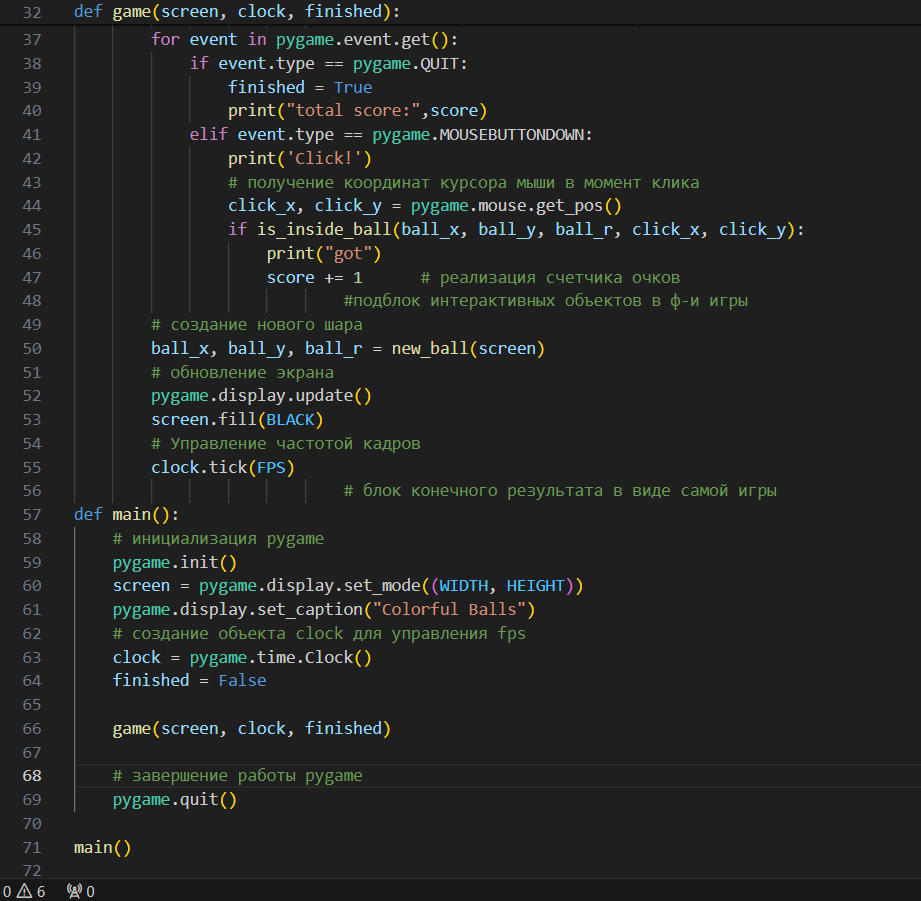 32 def game(screen, clock, finished):
37 for event in pygame.event.get():
38 if event.type == pygame.QUIT:
39 finished = True
40 print("total score:",score)
41 elif event.type == pygame.MOUSEBUTTONDOWN:
42 print('Click!')
43 # получение координат курсора мыши в момент клика
44 click_x, click_y = pygame.mouse.get_pos()
45 if is_inside_ball(ball_x, ball_y, ball_r, click_x, click_y):
46 print("got")
47 score += 1 # реализация счетчика очков
48 #подблок интерактивных объектов в ф-и игры
49 # создание нового шара
50 ball_x, ball_y, ball_r = new_ball(screen)
51 # обновление экрана
52 pygame.display.update()
53 screen.fill(BLACK)
54 # Управление частотой кадров
55 clock.tick(FPS)
56 # блок конечного результата в виде самой игры
57 def main():
58 # инициализация pygame
59 pygame.init()
60 screen = pygame.display.set_mode((WIDTH, HEIGHT))
61 pygame.display.set_caption("Colorful Balls")
62 # создание объекта clock для управления fps
63 clock = pygame.time.Clock()
64 finished = False
65
66 game(screen, clock, finished)
67
68 # завершение работы pygame
69 pygame.quit()
70
71 main()
72
0 6 0